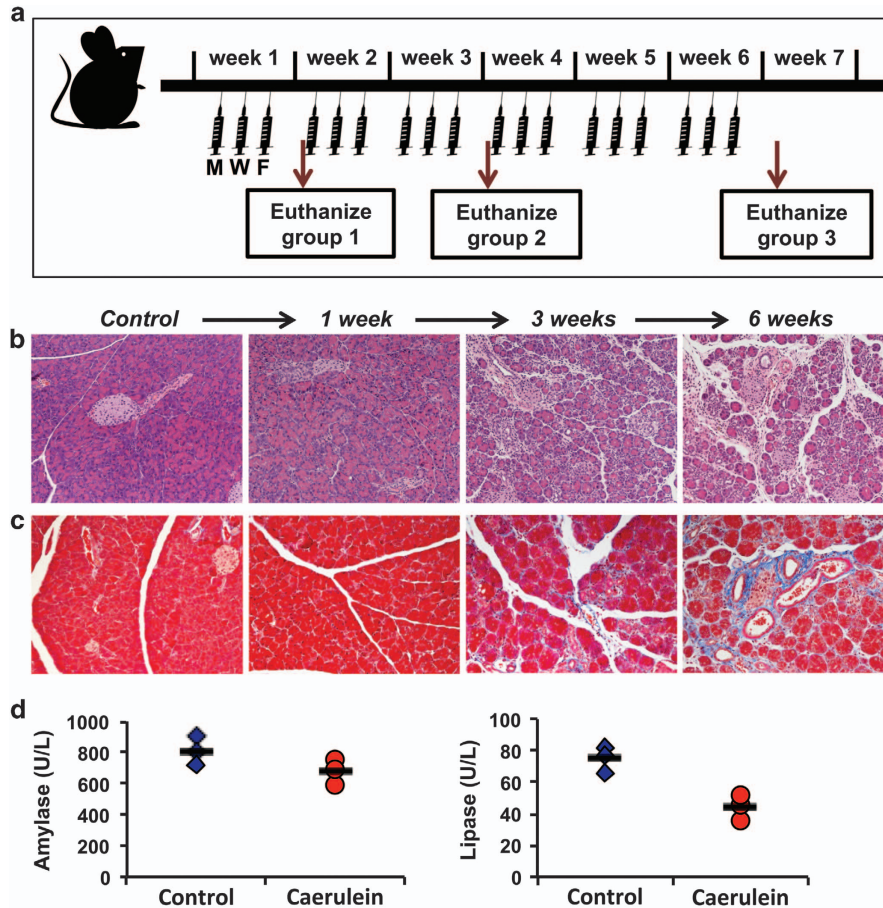 a
week 1 week 2 week 3 week 4 week 5 week 6 week 7
M W F
Euthanize
group 1
Euthanize
group 2
Euthanize
group 3
Control 1 week 3 weeks 6 weeks
b
c
d
Amylase (U/L)
1000
800
600
400
200
0
Control Caerulein
Lipase (U/L)
100
80
60
40
20
0
Control Caerulein